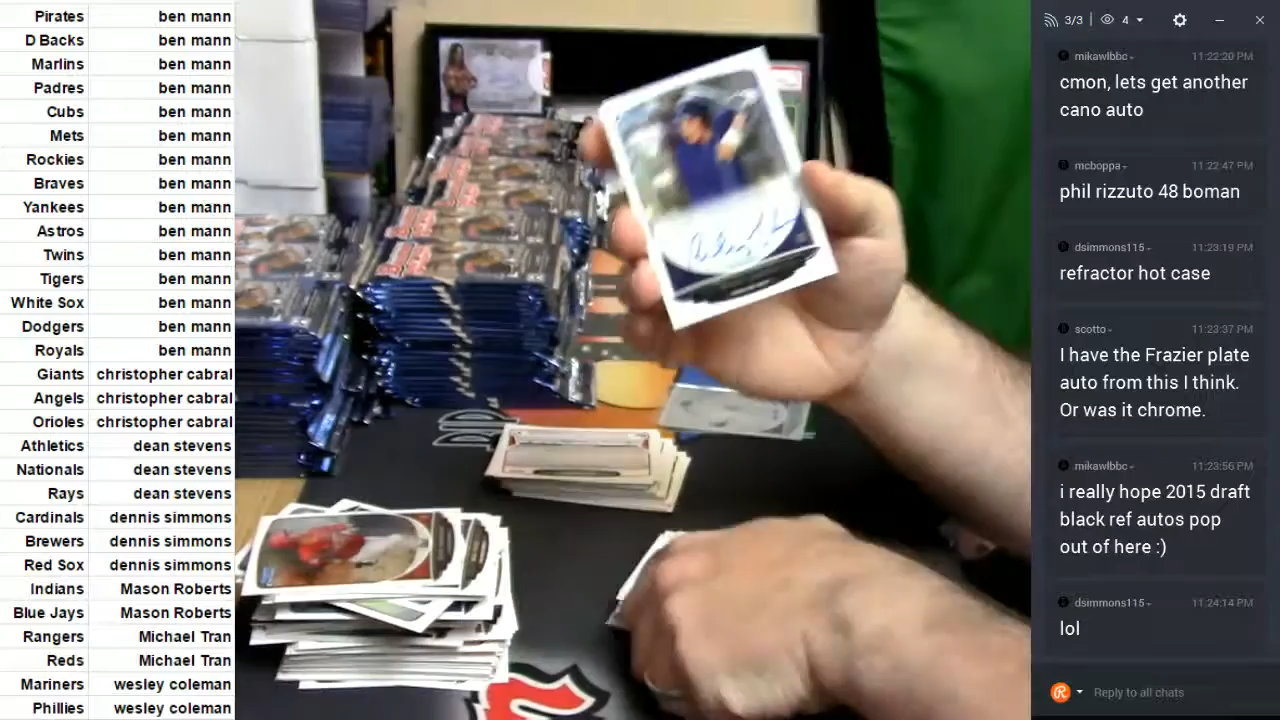 Pirates ben mann
D Backs ben mann
Marlins ben mann
Padres ben mann
Cubs ben mann
Mets ben mann
Rockies ben mann
Braves ben mann
Yankees ben mann
Astros ben mann
Twins ben mann
Tigers ben mann
White Sox ben mann
Dodgers ben mann
Royals ben mann
Giants christopher cabral
Angels christopher cabral
Orioles christopher cabral
Athletics dean stevens
Nationals dean stevens
Rays dean stevens
Cardinals dennis simmons
Brewers dennis simmons
Red Sox dennis simmons
Indians Mason Roberts
Blue Jays Mason Roberts
Rangers Michael Tran
Reds Michael Tran
Mariners wesley coleman
Phillies wesley coleman
3/3 4
mikawlbbc 11:22:20 PM
cmon, lets get another
cano auto
mcboppa 11:22:47 PM
phil rizzuto 48 boman
dsimmons115 11:23:19 PM
refractor hot case
scotto 11:23:37 PM
I have the Frazier plate
auto from this I think.
Or was it chrome.
mikawlbbc 11:23:56 PM
i really hope 2015 draft
black ref autos pop
out of here :)
dsimmons115 11:24:14 PM
lol
Reply to all chats